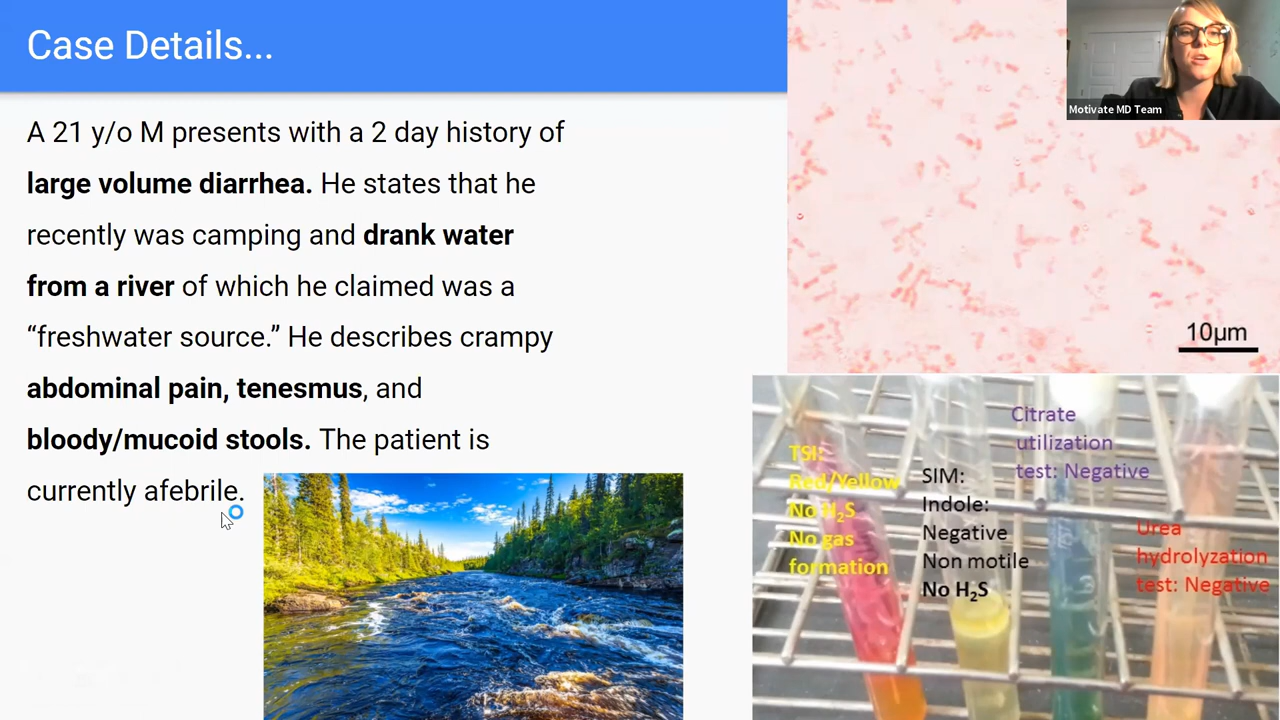 Case Details...
A 21 y/o M presents with a 2 day history of
large volume diarrhea. He states that he
recently was camping and drank water
from a river of which he claimed was a
“freshwater source.” He describes crampy
abdominal pain, tenesmus, and
bloody/mucoid stools. The patient is
currently afebrile.
Motivate MD Team
10μm
TSI:
Red/Yellow
No H₂S
No gas
formation
SIM:
Indole:
Negative
Non motile
No H₂S
Citrate
utilization
test: Negative
Urea
hydrolyzation
test: Negative